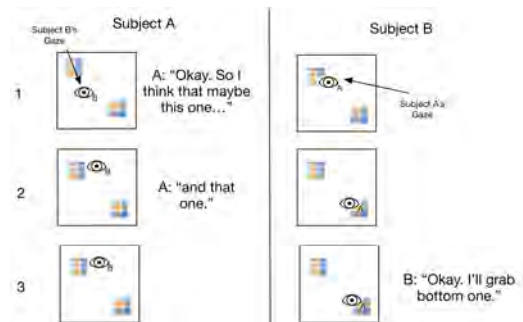 Subject A
Subject B
Subject B's
Gaze
1
B
A: "Okay. So I
think that maybe
this one..."
A
Subject A's
Gaze
2
B
A: "and that
one."
A
3
B
A
B: "Okay. I'll grab
bottom one."